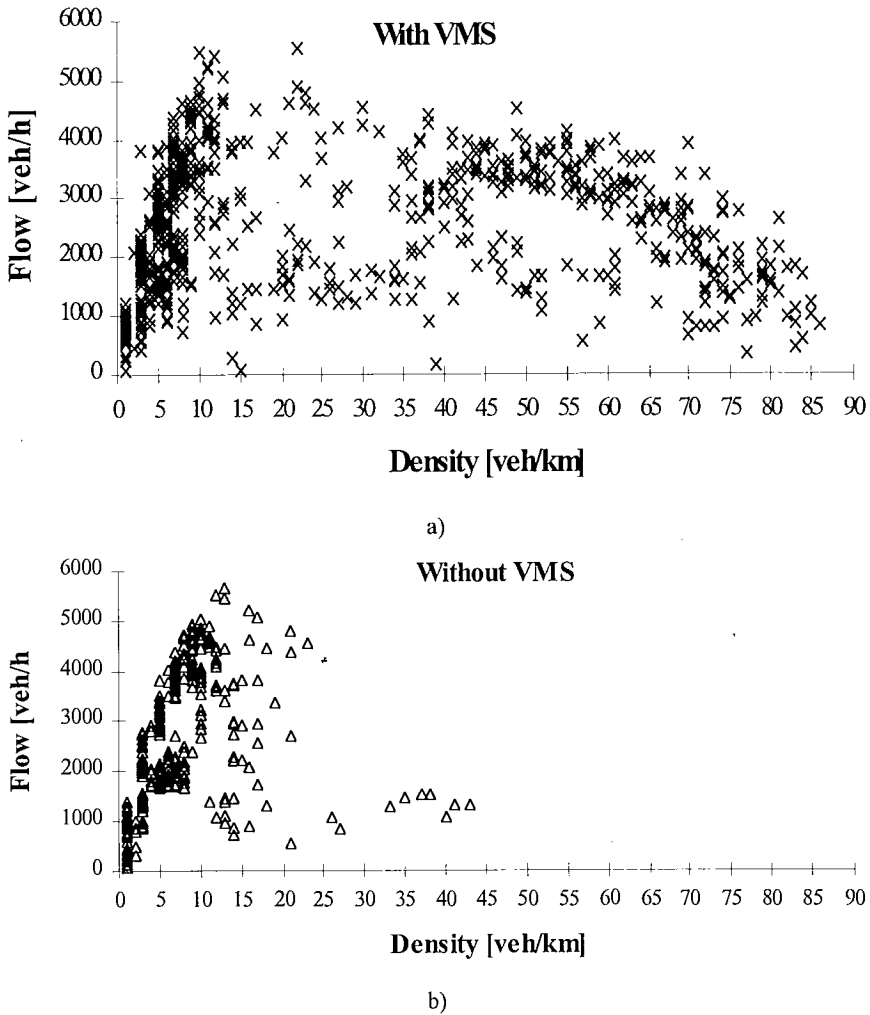 With VMS
Flow [veh/h]
6000
5000
4000
3000
2000
1000
0
0 5 10 15 20 25 30 35 40 45 50 55 60 65 70 75 80 85 90
Density [veh/km]
a)
Without VMS
Flow [veh/h
6000
5000
4000
3000
2000
1000
0
0 5 10 15 20 25 30 35 40 45 50 55 60 65 70 75 80 85 90
Density [veh/km]
b)